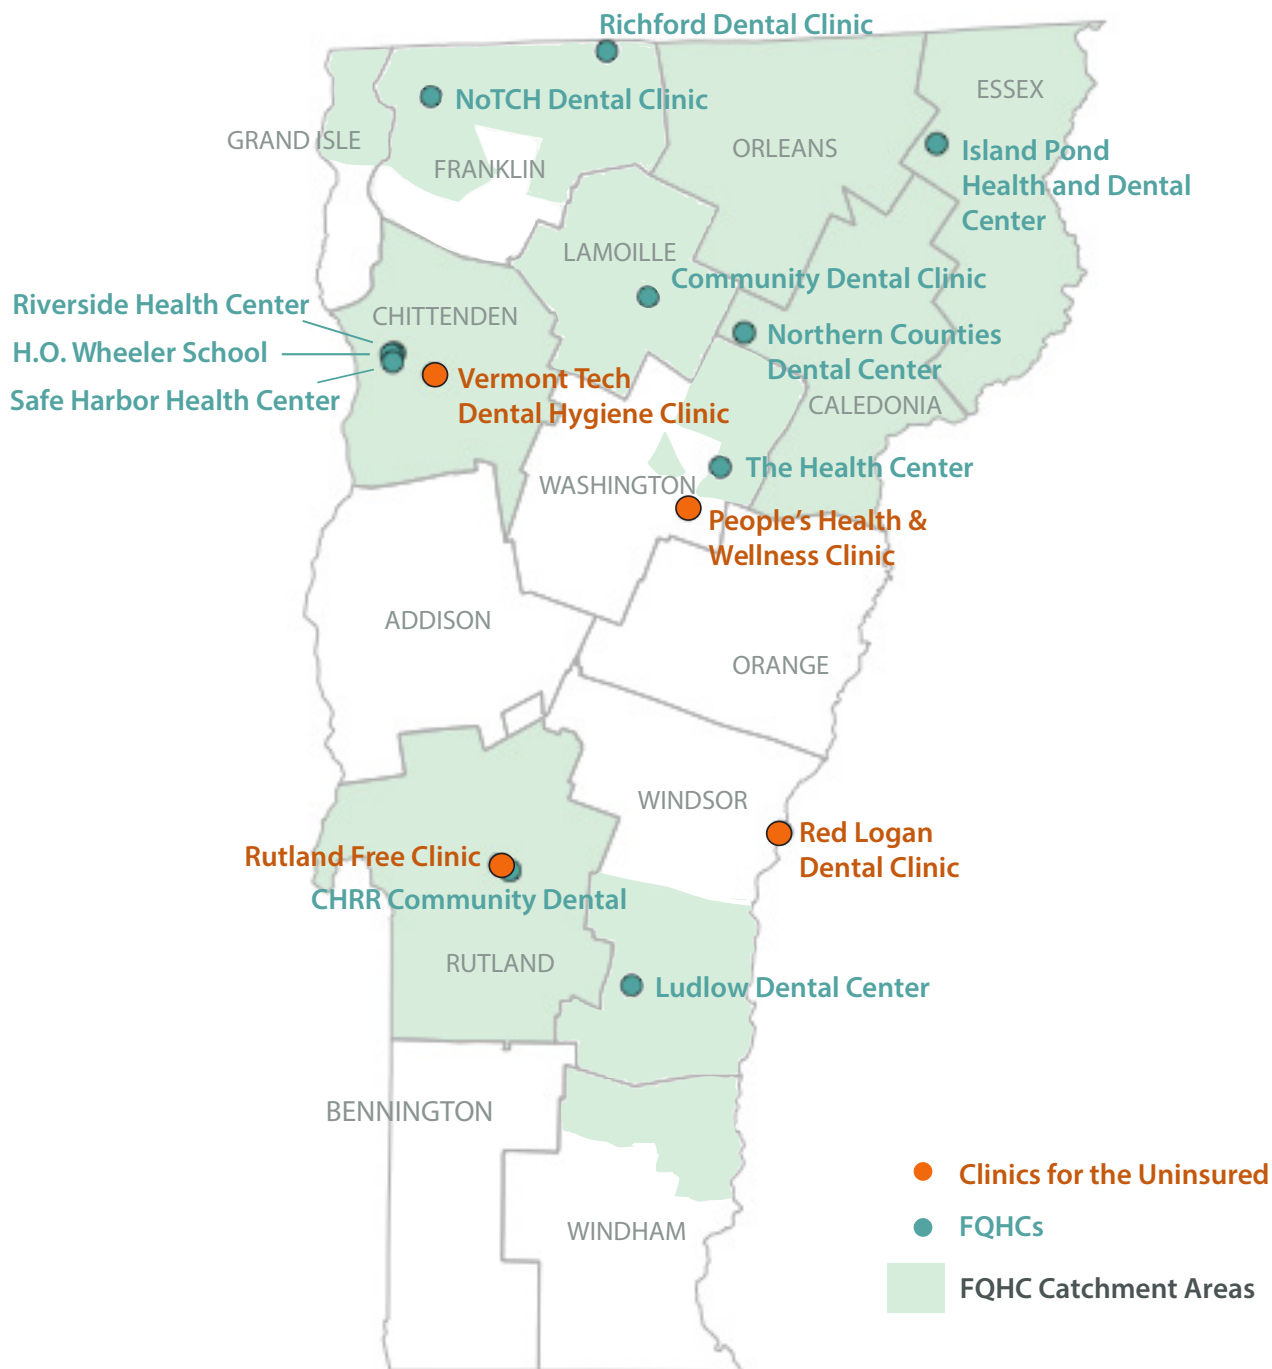 Richford Dental Clinic
NoTCH Dental Clinic
ESSEX
GRAND ISLE
ORLEANS
FRANKLIN
Island Pond
Health and Dental
Center
LAMOILLE
Community Dental Clinic
Riverside Health Center
CHITTENDEN
H.O. Wheeler School
Northern Counties
Dental Center
Safe Harbor Health Center
Vermont Tech
Dental Hygiene Clinic
CALEDONIA
The Health Center
WASHINGTON
People's Health &
Wellness Clinic
ADDISON
ORANGE
WINDSOR
Red Logan
Dental Clinic
Rutland Free Clinic
CHRR Community Dental
RUTLAND
Ludlow Dental Center
BENNINGTON
WINDHAM
Clinics for the Uninsured
FQHCs
FQHC Catchment Areas